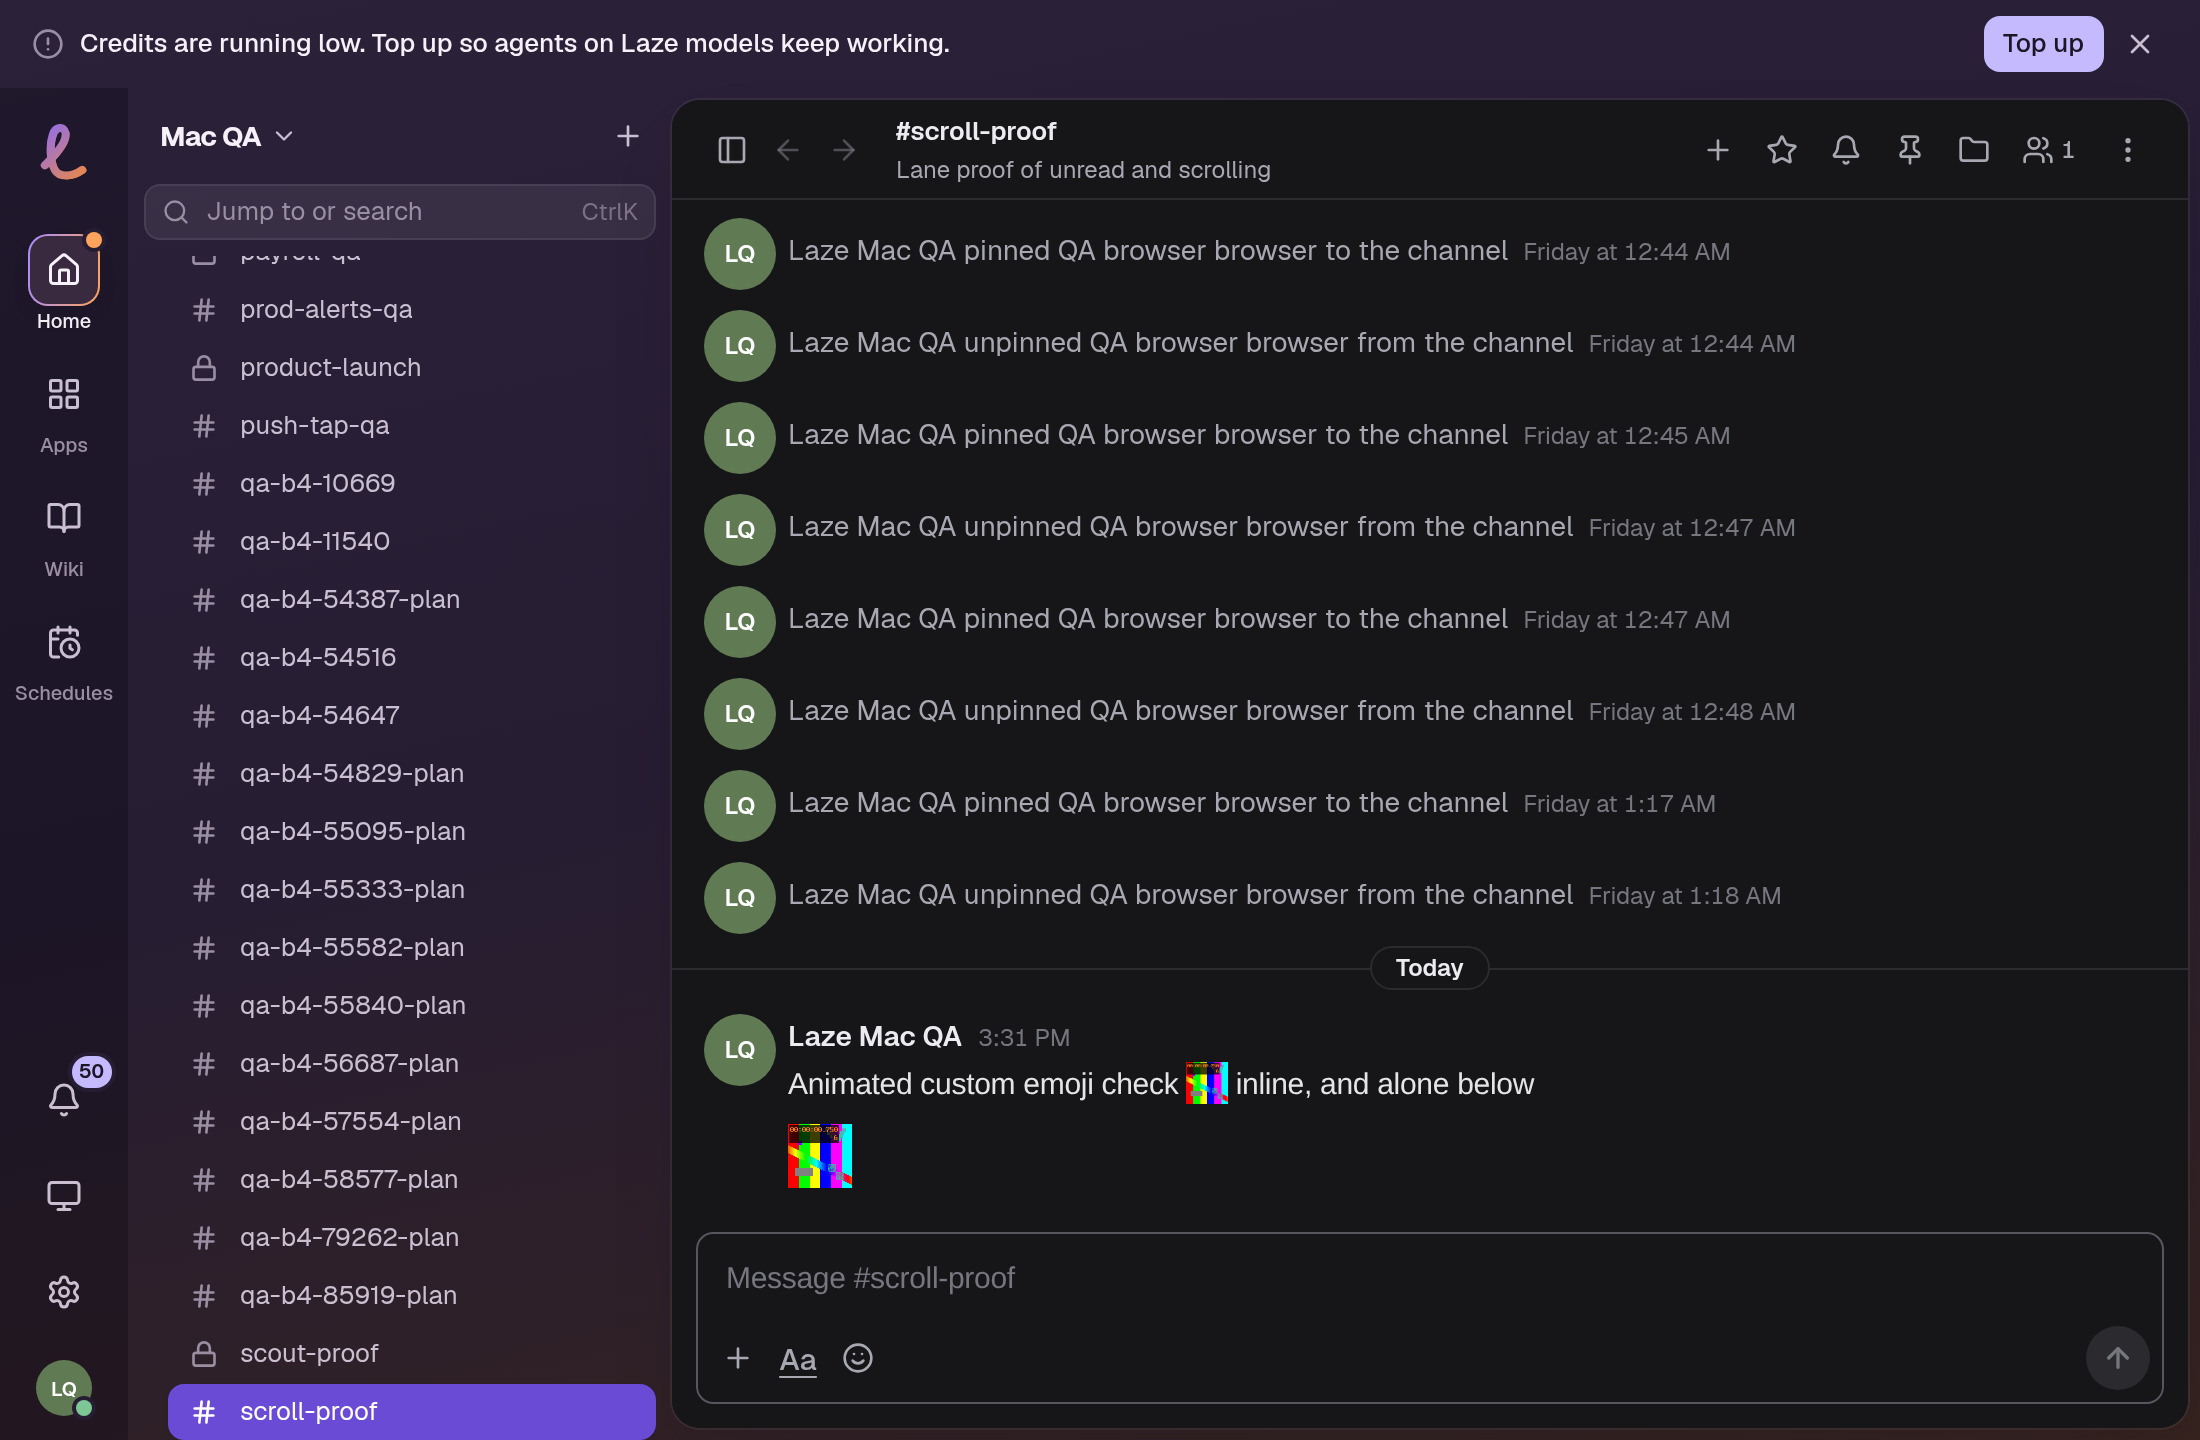 Credits are running low. Top up so agents on Laze models keep working.
Top up
Mac QA
Jump to or search
CtrlK
Home
Apps
Wiki
Schedules
50
LQ
payroll-qa
prod-alerts-qa
product-launch
push-tap-qa
qa-b4-10669
qa-b4-11540
qa-b4-54387-plan
qa-b4-54516
qa-b4-54647
qa-b4-54829-plan
qa-b4-55095-plan
qa-b4-55333-plan
qa-b4-55582-plan
qa-b4-55840-plan
qa-b4-56687-plan
qa-b4-57554-plan
qa-b4-58577-plan
qa-b4-79262-plan
qa-b4-85919-plan
scout-proof
scroll-proof
#scroll-proof
Lane proof of unread and scrolling
1
LQ Laze Mac QA pinned QA browser browser to the channel Friday at 12:44 AM
LQ Laze Mac QA unpinned QA browser browser from the channel Friday at 12:44 AM
LQ Laze Mac QA pinned QA browser browser to the channel Friday at 12:45 AM
LQ Laze Mac QA unpinned QA browser browser from the channel Friday at 12:47 AM
LQ Laze Mac QA pinned QA browser browser to the channel Friday at 12:47 AM
LQ Laze Mac QA unpinned QA browser browser from the channel Friday at 12:48 AM
LQ Laze Mac QA pinned QA browser browser to the channel Friday at 1:17 AM
LQ Laze Mac QA unpinned QA browser browser from the channel Friday at 1:18 AM
Today
LQ Laze Mac QA 3:31 PM
Animated custom emoji check inline, and alone below
00:00:00.750
6
Message #scroll-proof
Aa